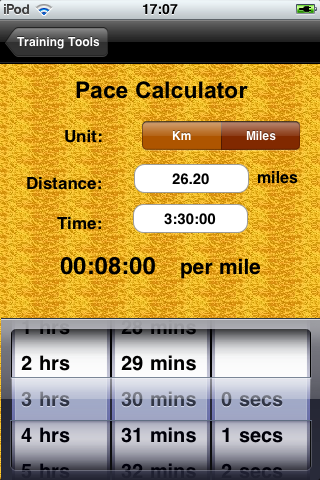 iPod 17:07
Training Tools
Pace Calculator
Unit: Km Miles
Distance: 26.20 miles
Time: 3:30:00
00:08:00 per mile
1 hrs 28 mins
2 hrs 29 mins
3 hrs 30 mins 0 secs
4 hrs 31 mins 1 secs
5 hrs 32 mins 2 secs